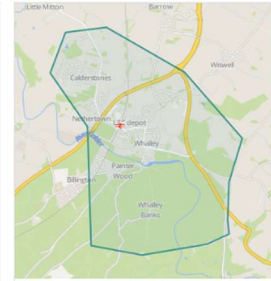 Little Mitton
Barrow
Wiswell
Calderstones
Nethertown
depot
Whalley
Painter
Wood
Billington
Whalley
Banks